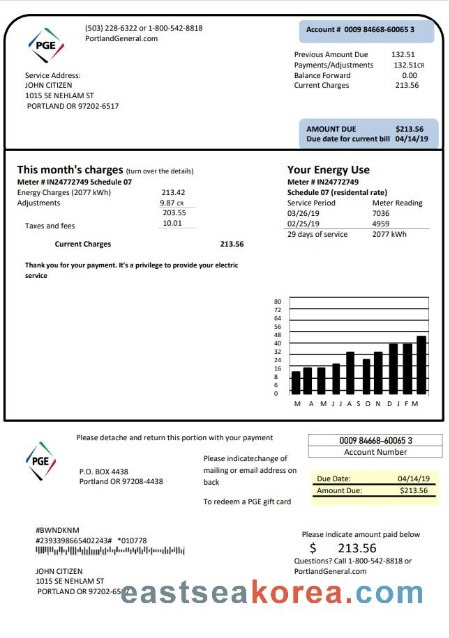 (503) 228-6322 or 1-800-542-8818
PortlandGeneral.com
PGE
Account # 0009 84668-60065 3
Previous Amount Due 132.51
Payments/Adjustments 132.51CR
Balance Forward 0.00
Current Charges 213.56
Service Address:
JOHN CITIZEN
1015 SE NEHLAM ST
PORTLAND OR 97202-6517
AMOUNT DUE $213.56
Due date for current bill 04/14/19
This month's charges (turn over the details)
Meter # IN24772749 Schedule 07
Energy Charges (2077 kWh) 213.42
Adjustments 9.87 CR
203.55
Taxes and fees 10.01
Current Charges 213.56
Thank you for your payment. It's a privilege to provide your electric
service
Your Energy Use
Meter # IN24772749
Schedule 07 (residental rate)
Service Period Meter Reading
03/26/19 7036
02/25/19 4959
29 days of service 2077 kWh
80
72
64
56
48
40
32
24
16
8
6
0
M A M J J A S O N D J F M
Please detache and return this portion with your payment
PGE
P.O. BOX 4438
Portland OR 97208-4438
Please indicatechange of
mailing or email address on
back
To redeem a PGE gift card
0009 84668-60065 3
Account Number
Due Date: 04/14/19
Amount Due: $213.56
#BWNDKNM
#2393398665402243# *010778
JOHN CITIZEN
1015 SE NEHLAM ST
PORTLAND OR 97202-6517
Please indicate amount paid below
$ 213.56
Questions? Call 1-500-542-8818 or
PortlandGeneral.com
eastseakorea.com